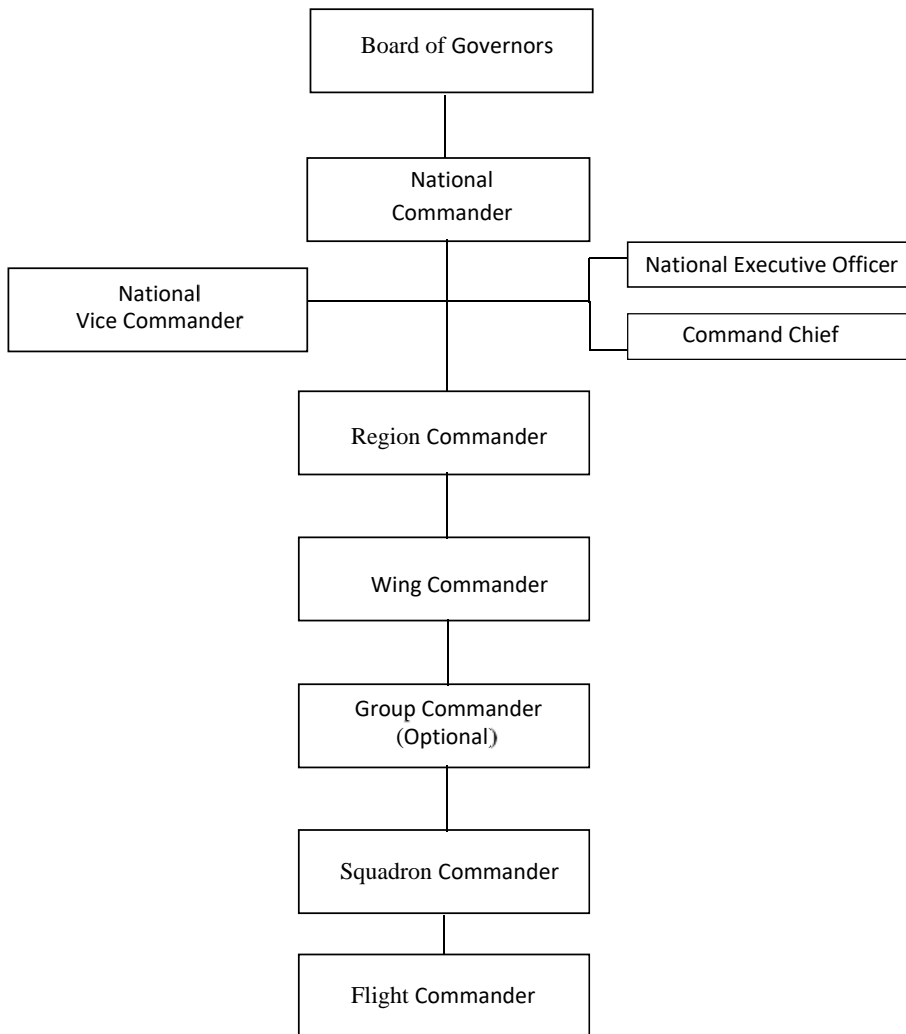 Board of Governors
National
Commander
National
Vice Commander
National Executive Officer
Command Chief
Region Commander
Wing Commander
Group Commander
(Optional)
Squadron Commander
Flight Commander